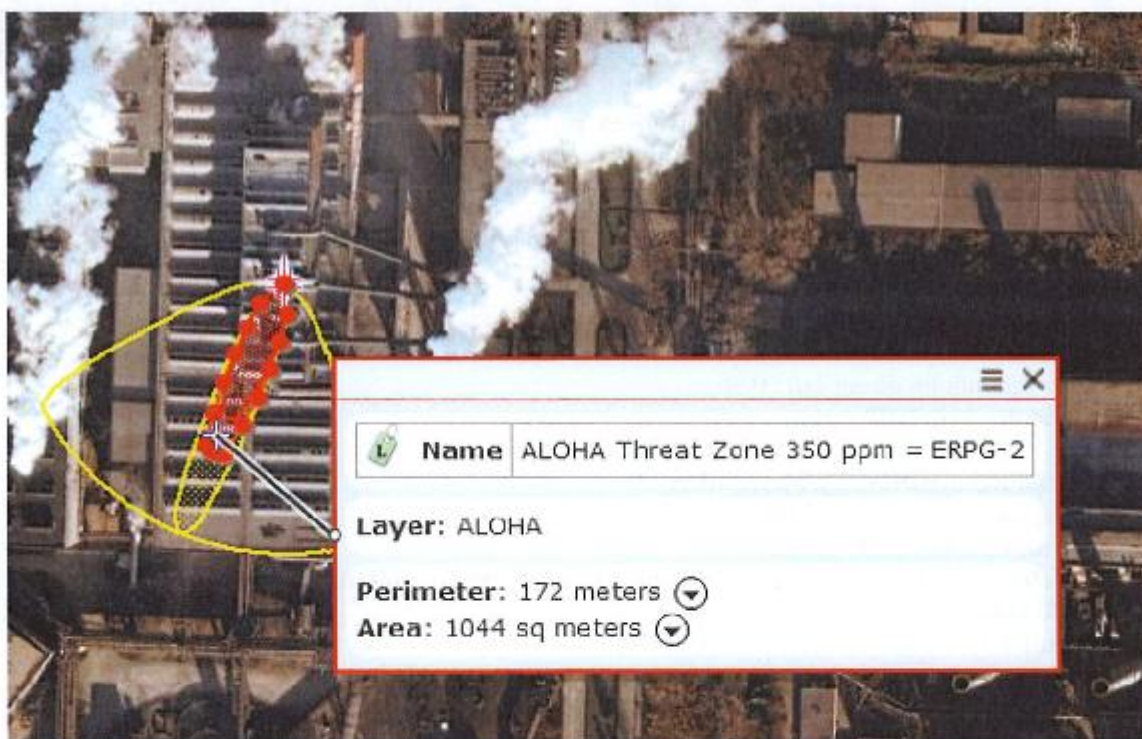 L Name ALOHA Threat Zone 350 ppm = ERPG-2
Layer: ALOHA
Perimeter: 172 meters
Area: 1044 sq meters